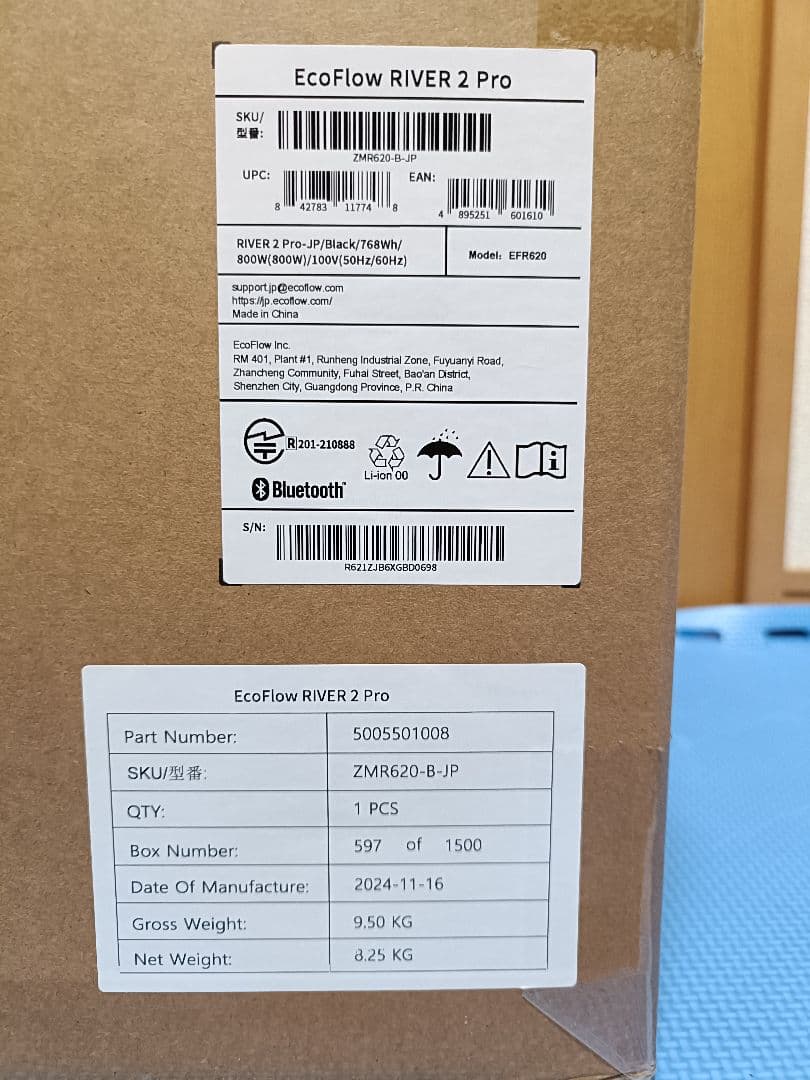 EcoFlow RIVER 2 Pro
SKU/
型番:
ZMR620-B-JP
UPC:
8 42783 11774 8
EAN:
4 895251 601610
RIVER 2 Pro-JP/Black/768Wh/
800W(800W)/100V(50Hz/60Hz)
Model: EFR620
support.jp@ecoflow.com
https://jp.ecoflow.com/
Made in China
EcoFlow Inc.
RM 401, Plant #1, Runheng Industrial Zone, Fuyuanyi Road,
Zhancheng Community, Fuhai Street, Bao'an District,
Shenzhen City, Guangdong Province, P.R. China
R 201-210888
Li-ion 00
Bluetooth
S/N:
R621ZJB6XGBD0698
EcoFlow RIVER 2 Pro
Part Number: 5005501008
SKU/型番: ZMR620-B-JP
QTY: 1 PCS
Box Number: 597 of 1500
Date Of Manufacture: 2024-11-16
Gross Weight: 9.50 KG
Net Weight: 8.25 KG